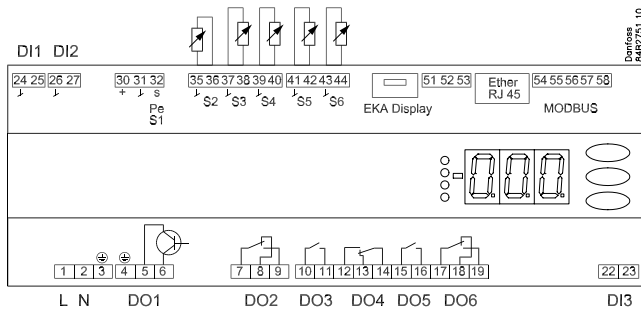 Danfoss
84B2751.10
DI1 DI2
24 25 26 27 30 31 32 35 36 37 38 39 40 41 42 43 44 51 52 53 Ether RJ 45 54 55 56 57 58
+ s
Pe
S1
S2 S3 S4 S5 S6
EKA Display
MODBUS
000
1 2 3 4 5 6 7 8 9 10 11 12 13 14 15 16 17 18 19 22 23
L N DO1 DO2 DO3 DO4 DO5 DO6 DI3